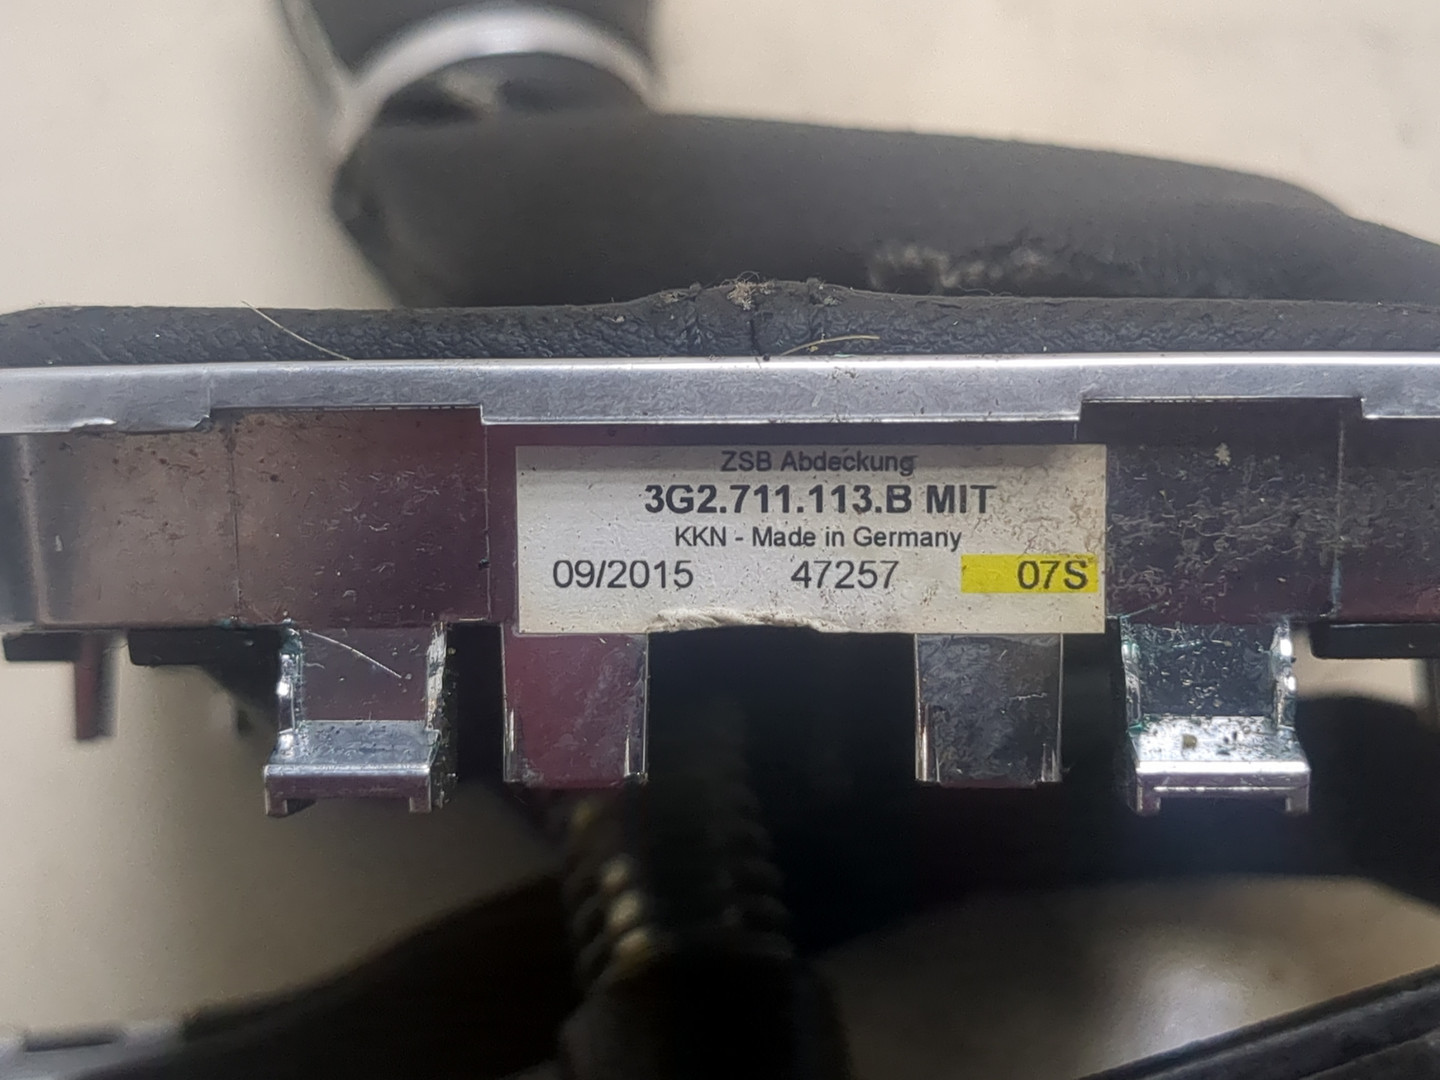 ZSB Abdeckung
3G2.711.113.B MIT
KKN - Made in Germany
09/2015 47257 07S